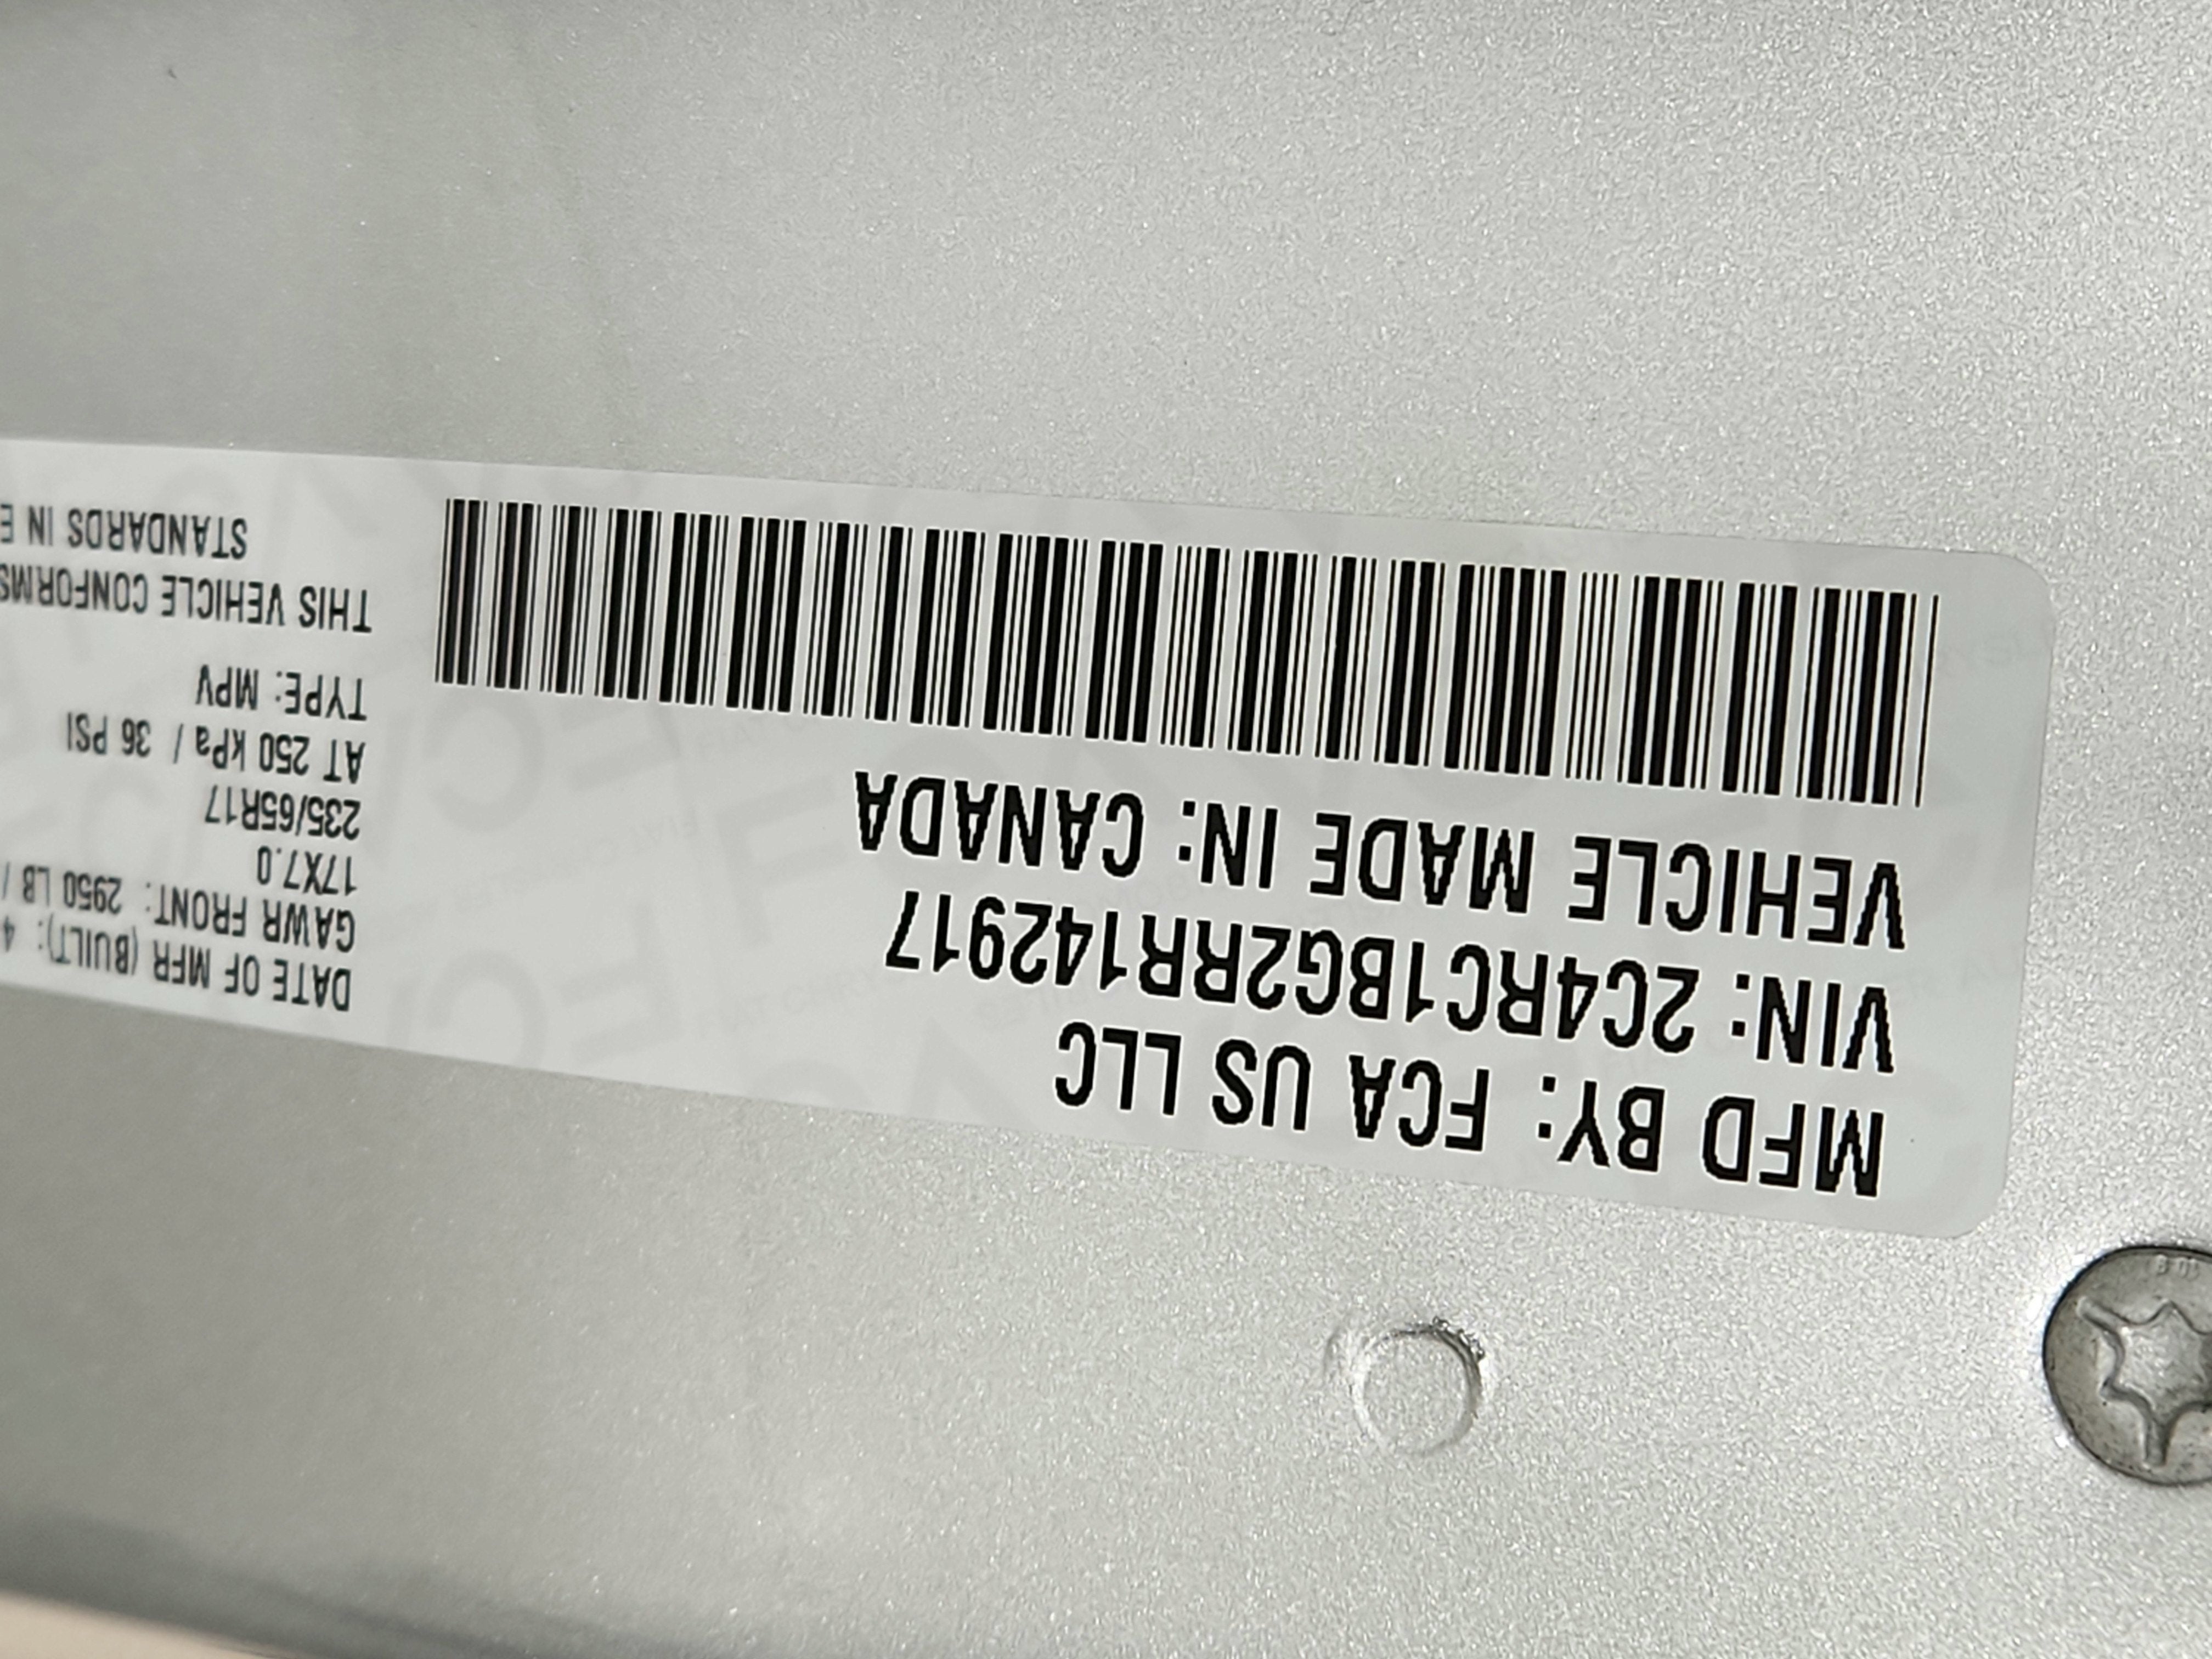 MFD BY: FCA US LLC
VIN: 2C4RC1BG2RR142917
VEHICLE MADE IN: CANADA
DATE OF MFR (BUILT): 4
GAWR FRONT: 2950 LB /
17X7.0
235/65R17
AT 250 kPa / 36 PSI
TYPE: MPV
THIS VEHICLE CONFORMS
STANDARDS IN E